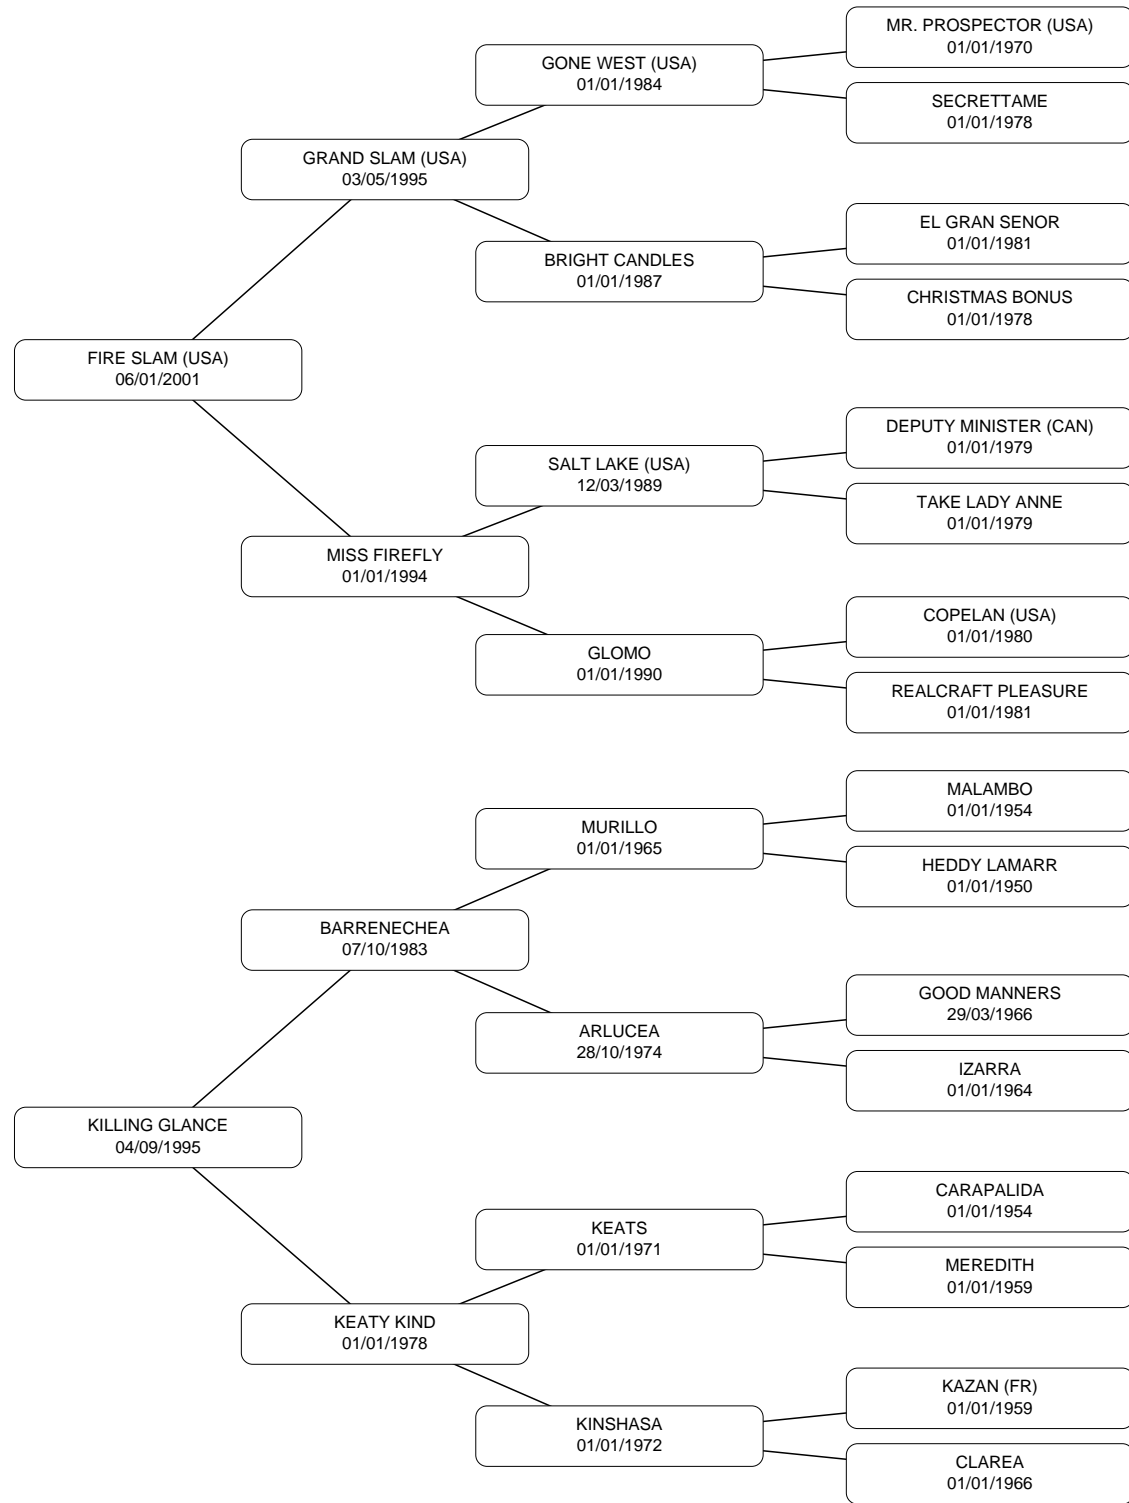 MR. PROSPECTOR (USA)
01/01/1970
GONE WEST (USA)
01/01/1984
SECRETTAME
01/01/1978
GRAND SLAM (USA)
03/05/1995
EL GRAN SENOR
01/01/1981
BRIGHT CANDLES
01/01/1987
CHRISTMAS BONUS
01/01/1978
FIRE SLAM (USA)
06/01/2001
DEPUTY MINISTER (CAN)
01/01/1979
SALT LAKE (USA)
12/03/1989
TAKE LADY ANNE
01/01/1979
MISS FIREFLY
01/01/1994
COPELAN (USA)
01/01/1980
GLOMO
01/01/1990
REALCRAFT PLEASURE
01/01/1981
MALAMBO
01/01/1954
MURILLO
01/01/1965
HEDDY LAMARR
01/01/1950
BARRENECHEA
07/10/1983
GOOD MANNERS
29/03/1966
ARLUCEA
28/10/1974
IZARRA
01/01/1964
KILLING GLANCE
04/09/1995
CARAPALIDA
01/01/1954
KEATS
01/01/1971
MEREDITH
01/01/1959
KEATY KIND
01/01/1978
KAZAN (FR)
01/01/1959
KINSHASA
01/01/1972
CLAREA
01/01/1966